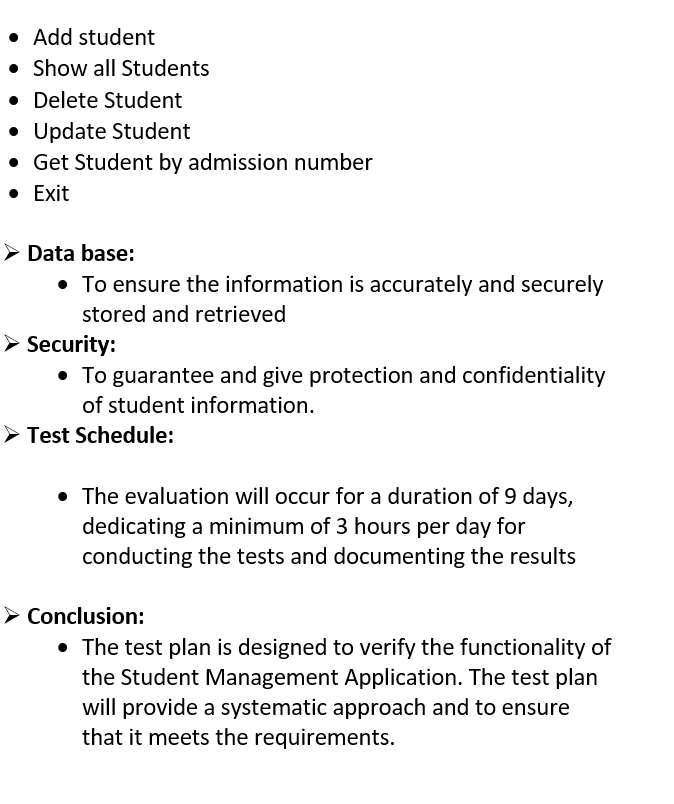 • Add student
• Show all Students
• Delete Student
• Update Student
• Get Student by admission number
• Exit
➢ Data base:
• To ensure the information is accurately and securely
stored and retrieved
➢ Security:
• To guarantee and give protection and confidentiality
of student information.
➢ Test Schedule:
• The evaluation will occur for a duration of 9 days,
dedicating a minimum of 3 hours per day for
conducting the tests and documenting the results
➢ Conclusion:
• The test plan is designed to verify the functionality of
the Student Management Application. The test plan
will provide a systematic approach and to ensure
that it meets the requirements.